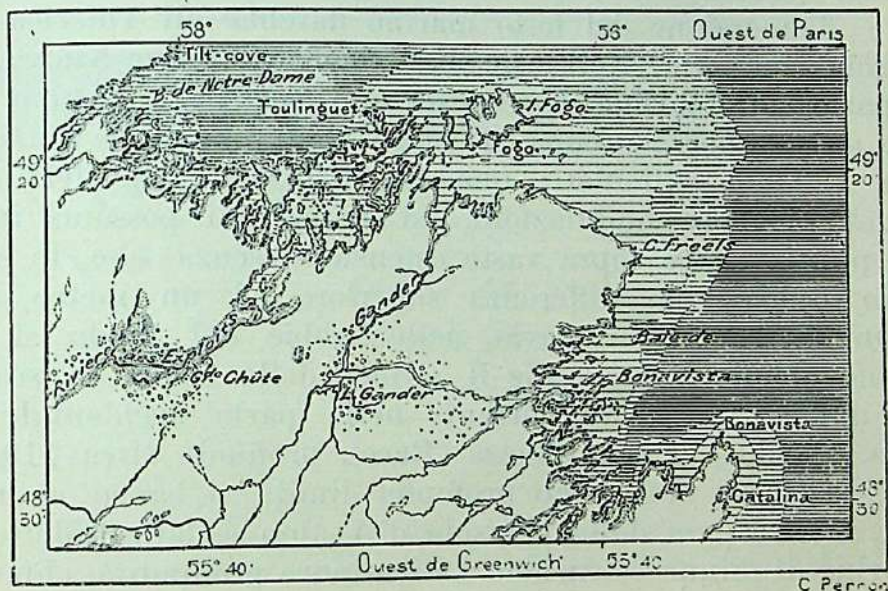 58° 56° Ouest de Paris
Tilt-cove
B. de Notre Dame
Toulinguet I. Fogo
Fogo
49° 49°
20' 20'
C. Freels
Gander
Baie de
Rivière des Exploits
Gde Chûte
L. Gander Bonavista
Bonavista
Catalina
48° 48°
50' 50'
Ouest de Greenwich
55° 40' 55° 40'
C. Perron